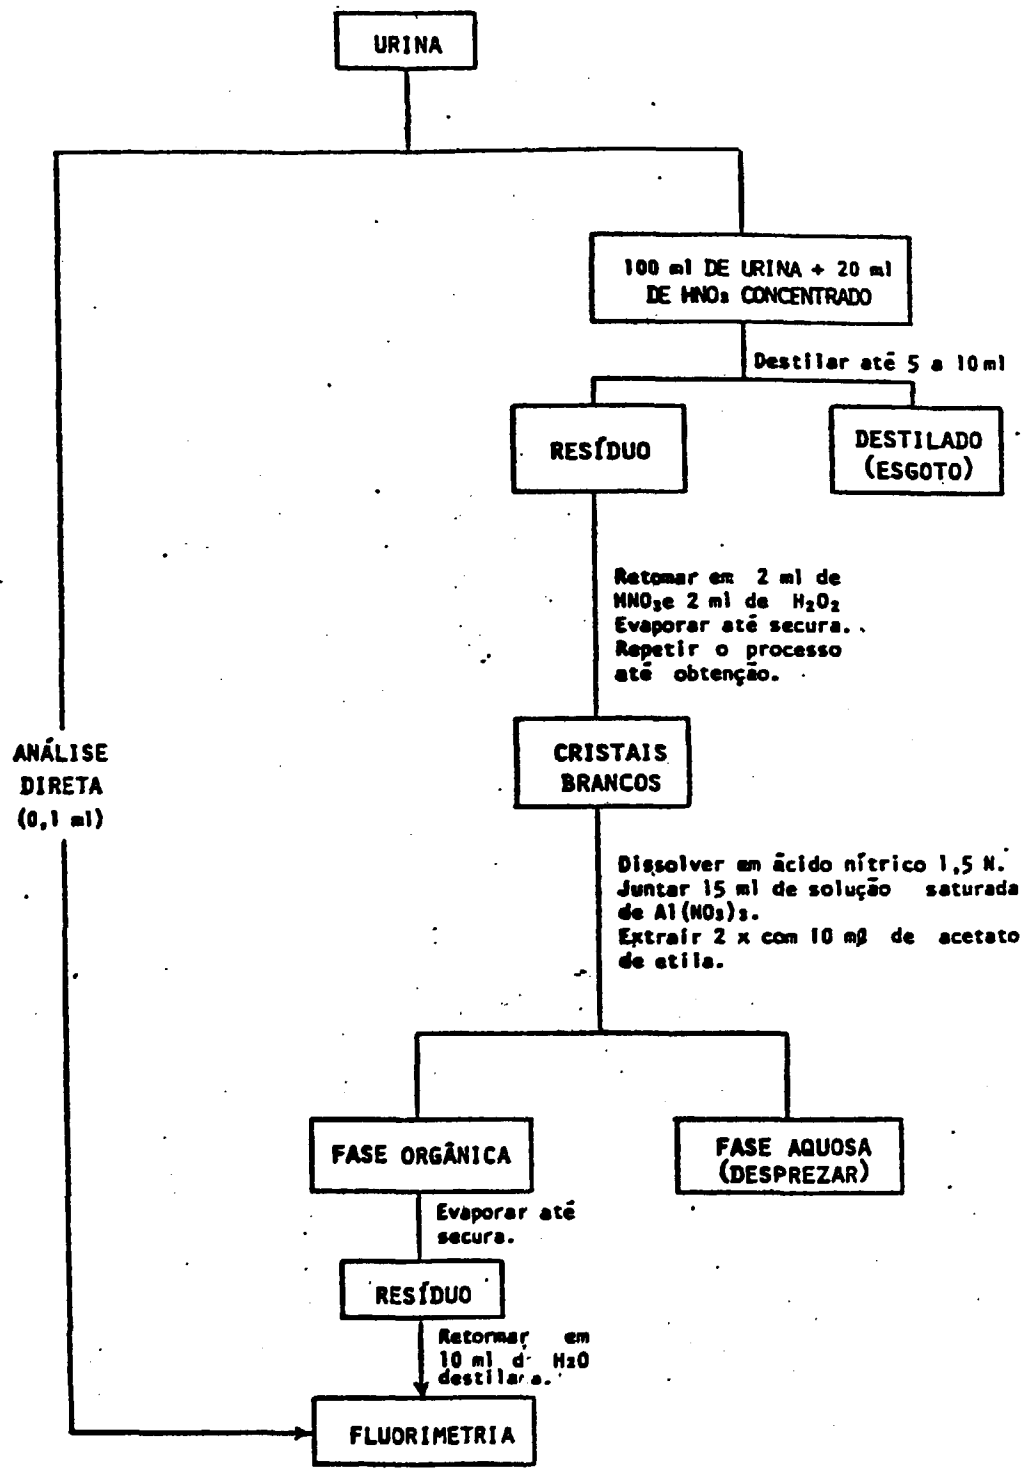 URINA
100 ml DE URINA + 20 ml
DE HNO₃ CONCENTRADO
Destilar até 5 a 10 ml
RESÍDUO
DESTILADO
(ESGOTO)
Retomar em 2 ml de
HNO₃e 2 ml de H₂O₂
Evaporar até secura.
Repetir o processo
até obtenção.
ANÁLISE
DIRETA
(0,1 ml)
CRISTAIS
BRANCOS
Dissolver em ácido nítrico 1,5 N.
Juntar 15 ml de solução saturada
de Al(NO₃)₃.
Extrair 2 x com 10 mℓ de acetato
de etila.
FASE ORGÂNICA
FASE AQUOSA
(DESPREZAR)
Evaporar até
secura.
RESÍDUO
Retormar em
10 ml d H₂O
FLUORIMETRIA